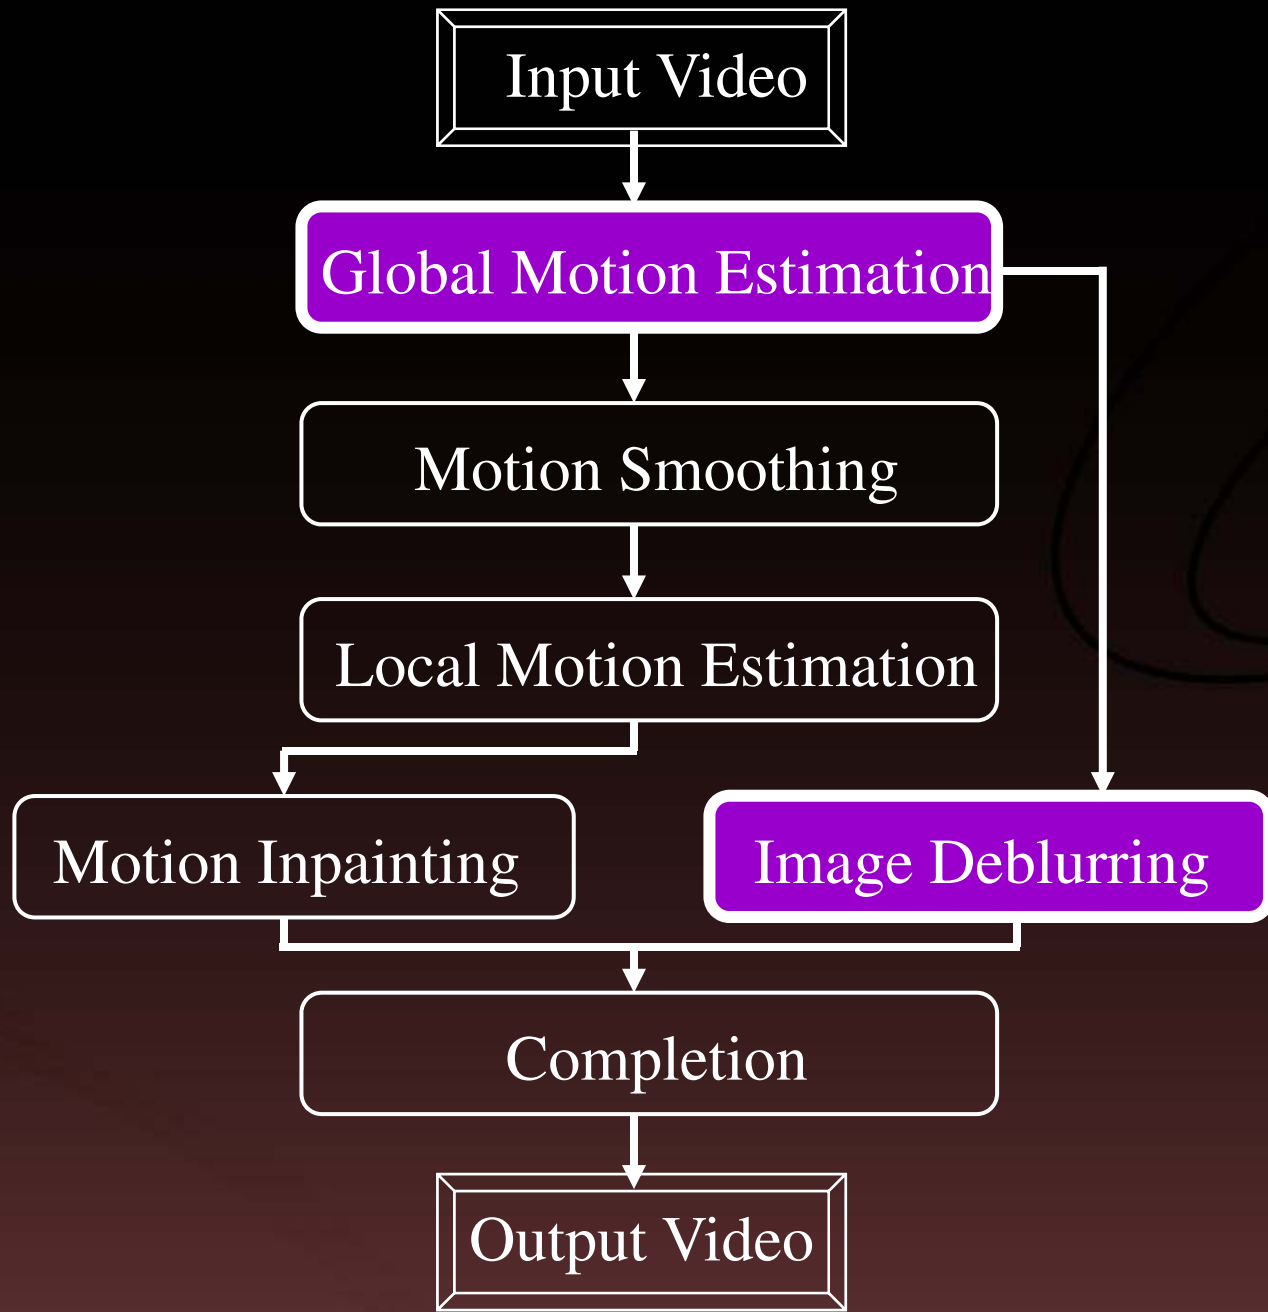 Input Video
Global Motion Estimation
Motion Smoothing
Local Motion Estimation
Motion Inpainting
Image Deblurring
Completion
Output Video